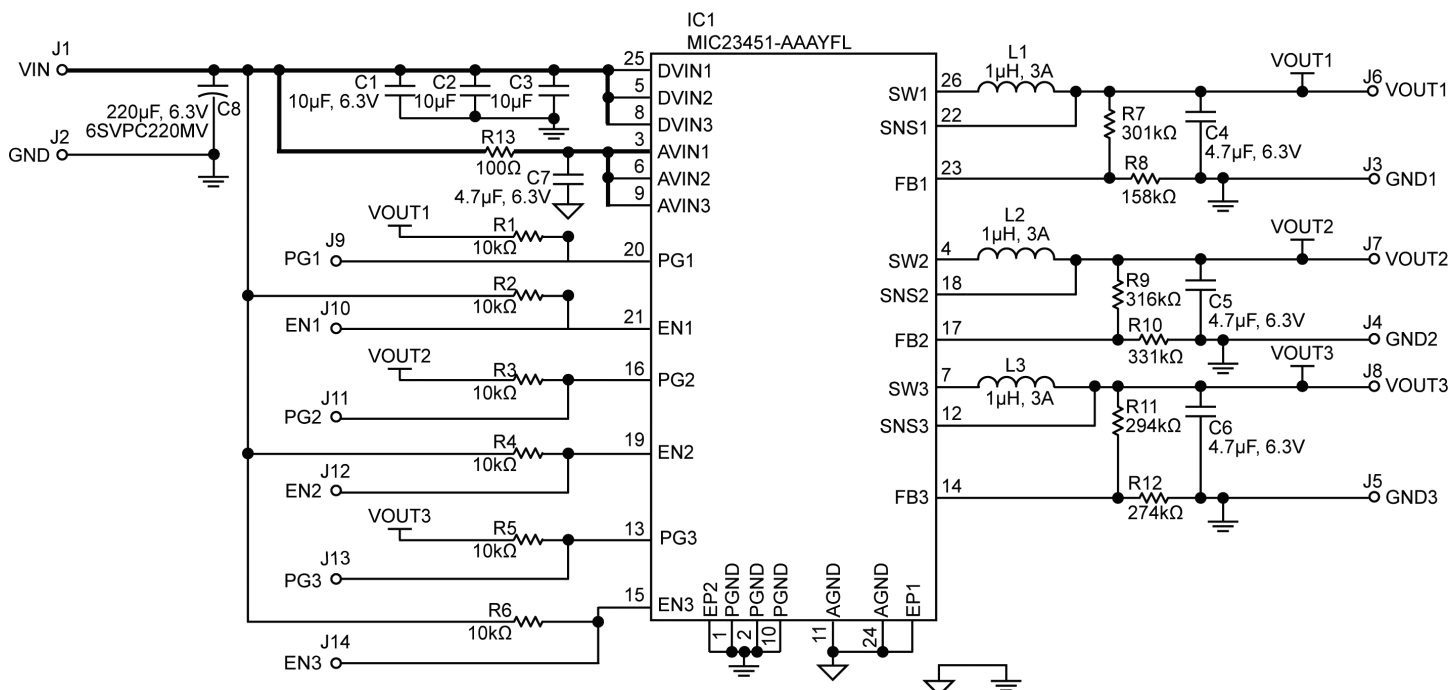 IC1
MIC23451-AAAYFL
J1
VIN
J2
GND
220µF, 6.3V
C8
6SVPC220MV
C1
10µF, 6.3V
C2
10µF
C3
10µF
R13
100Ω
C7
4.7µF, 6.3V
25
DVIN1
5
DVIN2
8
DVIN3
3
AVIN1
6
AVIN2
9
AVIN3
VOUT1
R1
10kΩ
J9
PG1
20
PG1
R2
10kΩ
J10
EN1
21
EN1
VOUT2
R3
10kΩ
16
PG2
J11
PG2
R4
10kΩ
19
EN2
J12
EN2
VOUT3
R5
10kΩ
13
PG3
J13
PG3
R6
10kΩ
15
EN3
J14
EN3
EP2
PGND
PGND
PGND
AGND
AGND
EP1
1
2
10
11
24
SW1
26
L1
1µH, 3A
VOUT1
J6
VOUT1
SNS1
22
R7
301kΩ
C4
4.7µF, 6.3V
FB1
23
R8
158kΩ
J3
GND1
SW2
4
L2
1µH, 3A
VOUT2
J7
VOUT2
SNS2
18
R9
316kΩ
C5
4.7µF, 6.3V
FB2
17
R10
331kΩ
J4
GND2
SW3
7
L3
1µH, 3A
VOUT3
J8
VOUT3
SNS3
12
R11
294kΩ
C6
4.7µF, 6.3V
FB3
14
R12
274kΩ
J5
GND3